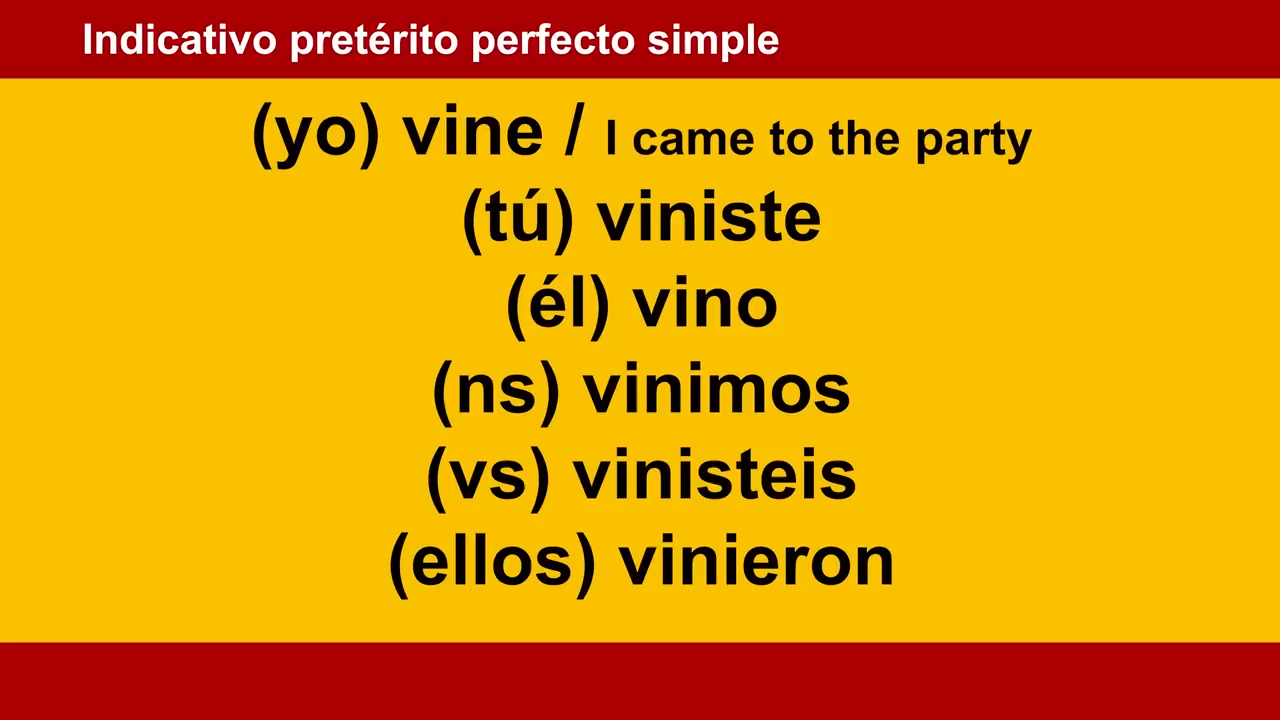 Indicativo pretérito perfecto simple
(yo) vine / I came to the party
(tú) viniste
(él) vino
(ns) vinimos
(vs) vinisteis
(ellos) vinieron